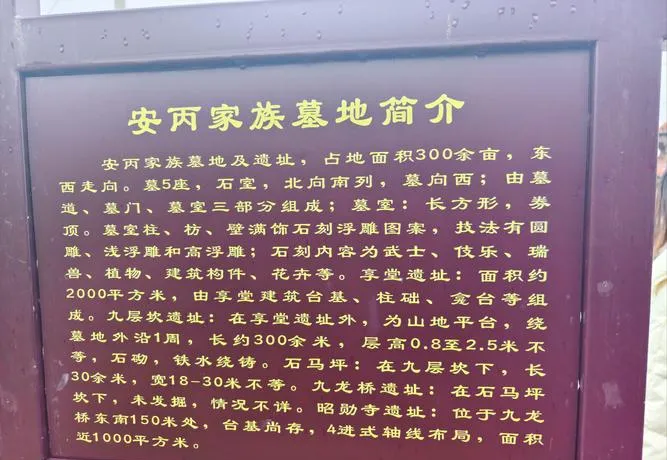 安丙家族墓地简介
安丙家族墓地及遗址，占地面积300余亩，东
西走向。墓5座，石室，北向南列，墓向西；由墓
道、墓门、墓室三部分组成；墓室：长方形，券
顶。墓室柱、枋、壁满饰石刻浮雕图案，技法有圆
雕、浅浮雕和高浮雕；石刻内容为武士、伎乐、瑞
兽、植物、建筑构件、花卉等。享堂遗址：面积约
2000平方米，由享堂建筑台基、柱础、龛台等组
成。九层坎遗址：在享堂遗址外，为山地平台，绕
墓地外沿1周，长约300余米，层高0.8至2.5米不
等，石砌，铁水绕铸。石马坪：在九层坎下，长
30余米，宽18-30米不等。九龙桥遗址：在石马坪
坎下，未发掘，情况不详。昭勋寺遗址：位于九龙
桥东南150米处，台基尚存，4进式轴线布局，面积
近1000平方米。